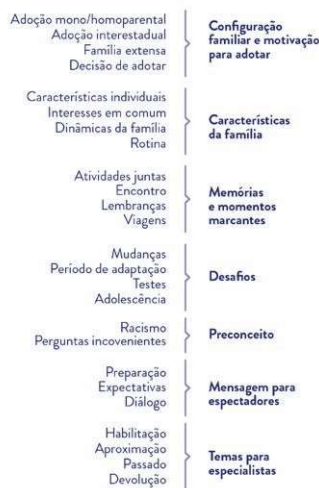 Adoção mono/homoparental
Adoção interestadual
Família extensa
Decisão de adotar
Configuração
familiar e motivação
para adotar
Características individuais
Interesses em comum
Dinâmicas da família
Rotina
Características
da família
Atividades juntas
Encontro
Lembranças
Viagens
Memórias
e momentos
marcantes
Mudanças
Período de adaptação
Testes
Adolescência
Desafios
Racismo
Perguntas incovenientes
Preconceito
Preparação
Expectativas
Diálogo
Mensagem para
espectadores
Habilitação
Aproximação
Passado
Devolução
Temas para
especialistas